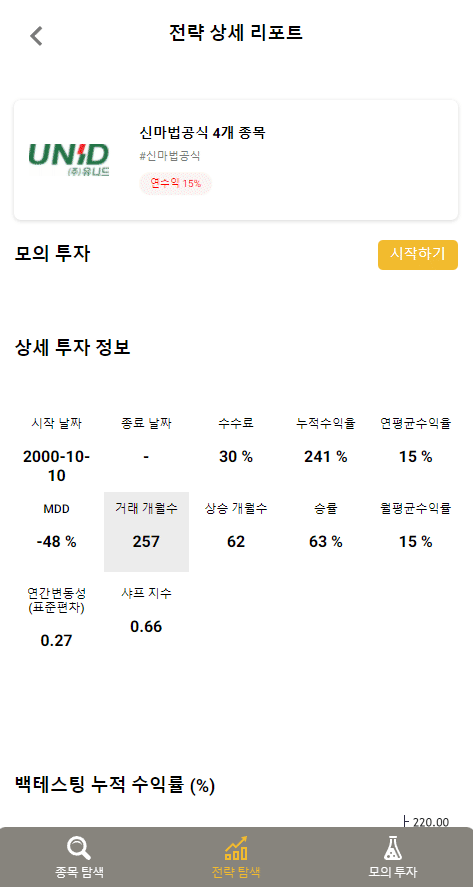 전략 상세 리포트
UNID
(주)유니드
신마법공식 4개 종목
#신마법공식
연수익 15%
모의 투자
시작하기
상세 투자 정보
시작 날짜 종료 날짜 수수료 누적수익율 연평균수익률
2000-10-
10
- 30 % 241 % 15 %
MDD 거래 개월수 상승 개월수 승률 월평균수익률
-48 % 257 62 63 % 15 %
연간변동성
(표준편차)
샤프 지수
0.27 0.66
백테스팅 누적 수익률 (%)
220.00
종목 탐색 전략 탐색 모의 투자